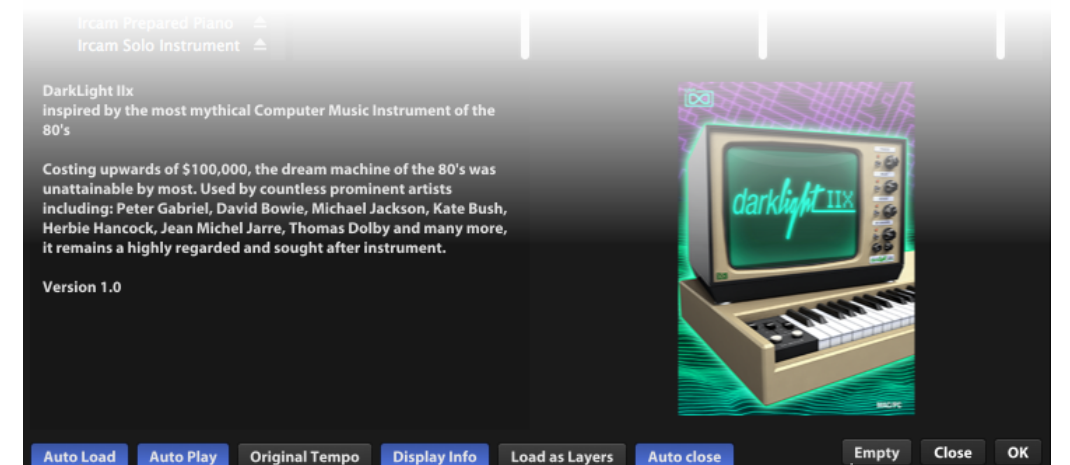 Ircam Prepared Piano
Ircam Solo Instrument
DarkLight IIx
inspired by the most mythical Computer Music Instrument of the
80's
Costing upwards of $100,000, the dream machine of the 80's was
unattainable by most. Used by countless prominent artists
including: Peter Gabriel, David Bowie, Michael Jackson, Kate Bush,
Herbie Hancock, Jean Michel Jarre, Thomas Dolby and many more,
it remains a highly regarded and sought after instrument.
Version 1.0
darklight IIX
MAC/PC
Auto Load Auto Play Original Tempo Display Info Load as Layers Auto close Empty Close OK